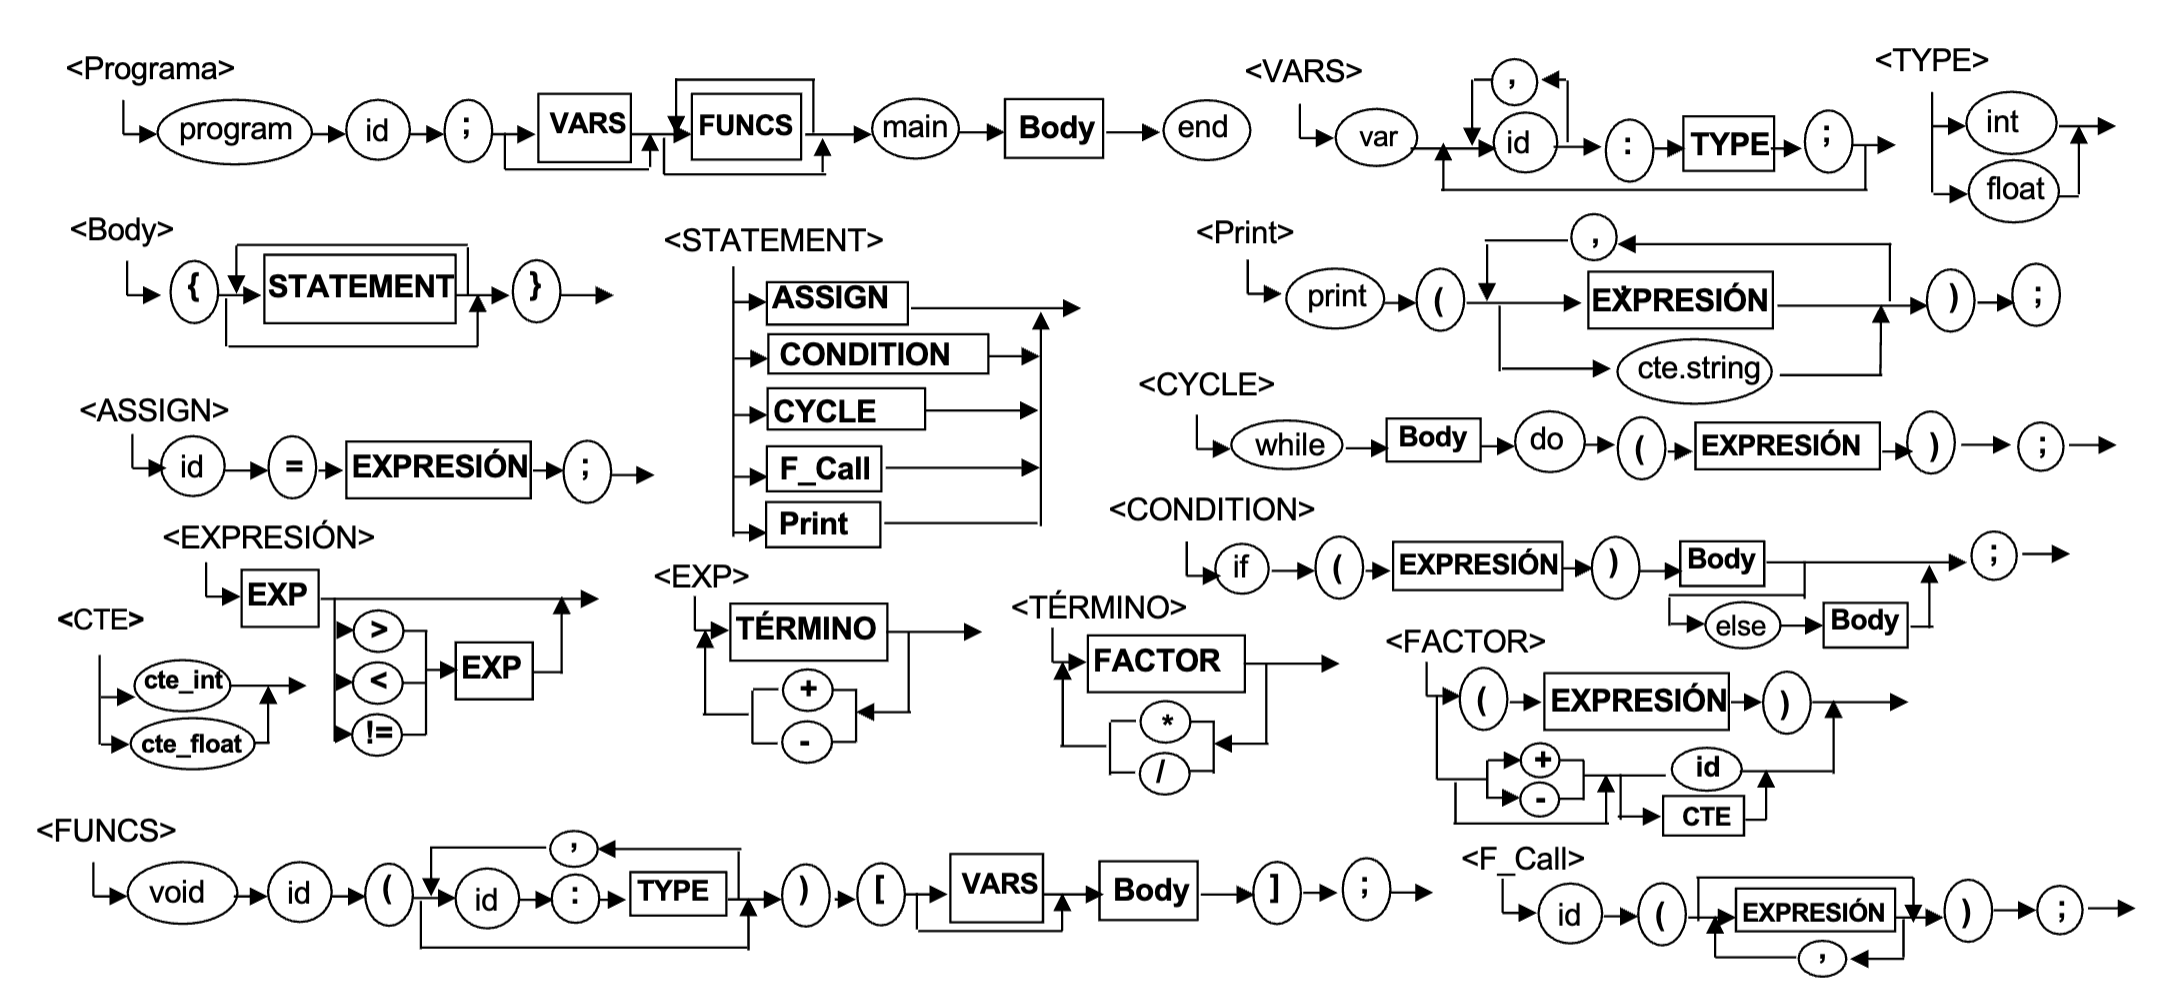 <Programa>
program id ; VARS FUNCS main Body end
<VARS>
,
var id : TYPE ;
<TYPE>
int
float
<Body>
{ STATEMENT }
<STATEMENT>
ASSIGN
CONDITION
CYCLE
F_Call
Print
<Print>
,
print ( EXPRESIÓN ) ;
cte.string
<ASSIGN>
id = EXPRESIÓN ;
<CYCLE>
while Body do ( EXPRESIÓN ) ;
<EXPRESIÓN>
EXP
>
<
!=
EXP
<CTE>
cte_int
cte_float
<EXP>
TÉRMINO
+
-
<TÉRMINO>
FACTOR
*
/
<CONDITION>
if ( EXPRESIÓN ) Body ;
else Body
<FACTOR>
( EXPRESIÓN )
+
-
id
CTE
<FUNCS>
,
void id ( id : TYPE ) [ VARS Body ] ;
<F_Call>
id ( EXPRESIÓN ) ;
,